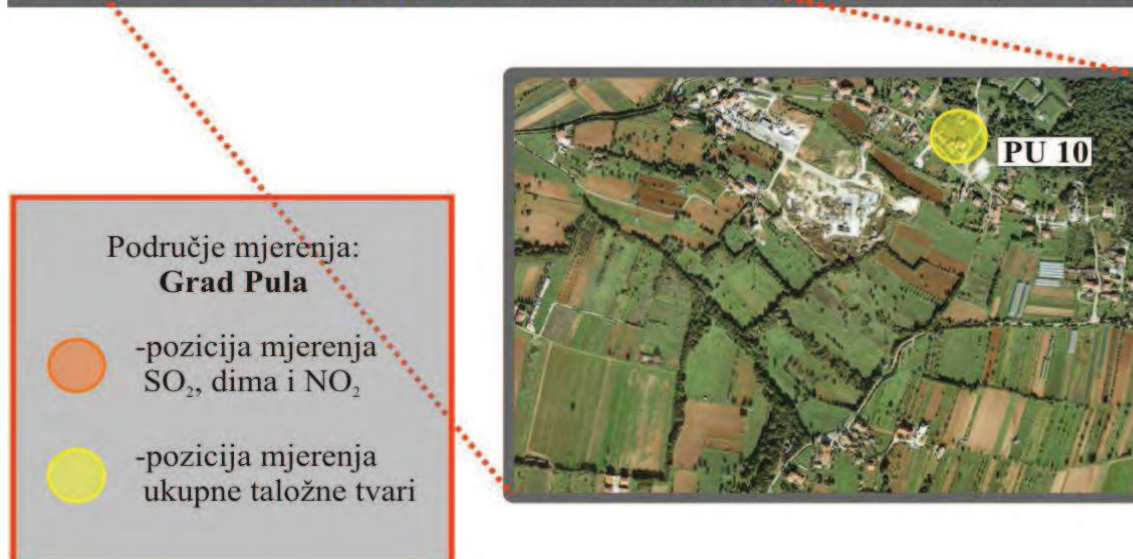 PU 10
Područje mjerenja:
Grad Pula
-pozicija mjerenja
SO₂, dima i NO₂
-pozicija mjerenja
ukupne taložne tvari